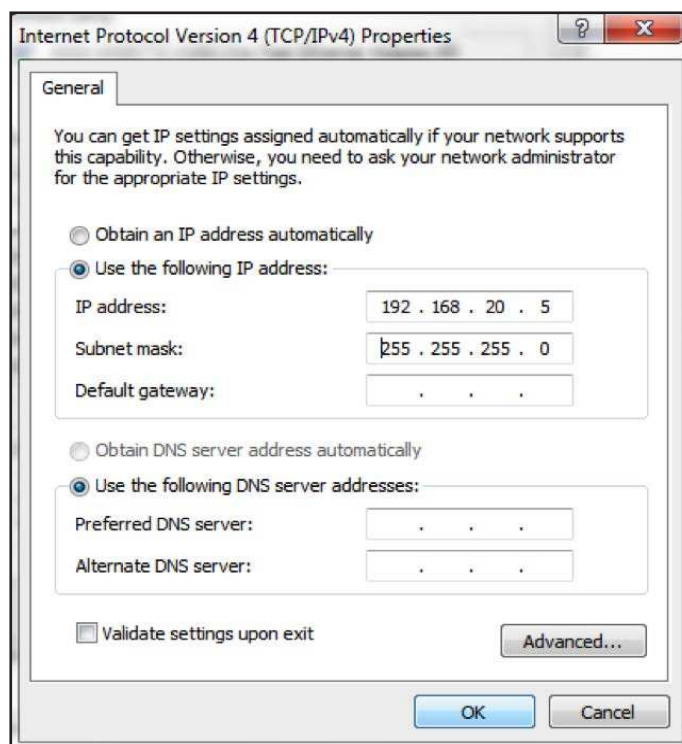 Internet Protocol Version 4 (TCP/IPv4) Properties
?
X
General
You can get IP settings assigned automatically if your network supports
this capability. Otherwise, you need to ask your network administrator
for the appropriate IP settings.
Obtain an IP address automatically
Use the following IP address:
IP address: 192 . 168 . 20 . 5
Subnet mask: 255 . 255 . 255 . 0
Default gateway: . . .
Obtain DNS server address automatically
Use the following DNS server addresses:
Preferred DNS server: . . .
Alternate DNS server: . . .
Validate settings upon exit
Advanced...
OK Cancel